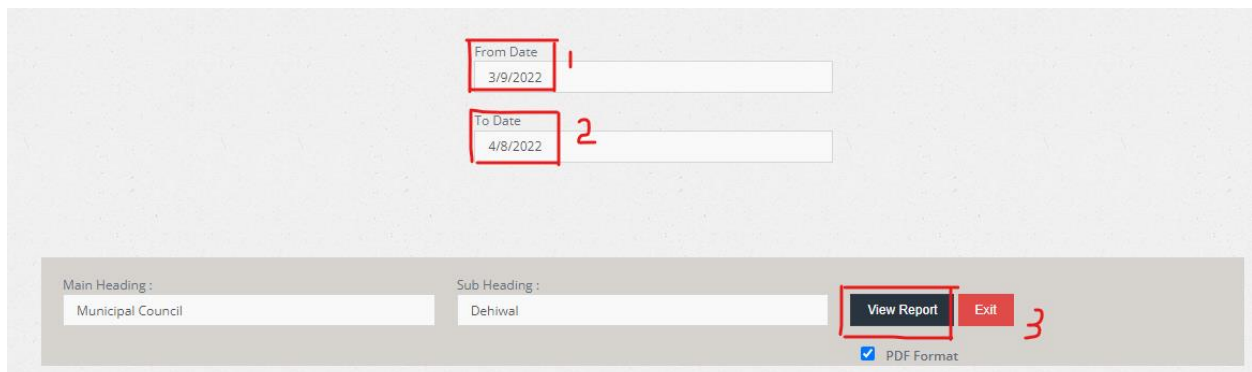 From Date
3/9/2022
1
To Date
4/8/2022
2
Main Heading :
Municipal Council
Sub Heading :
Dehiwal
View Report
Exit
3
PDF Format